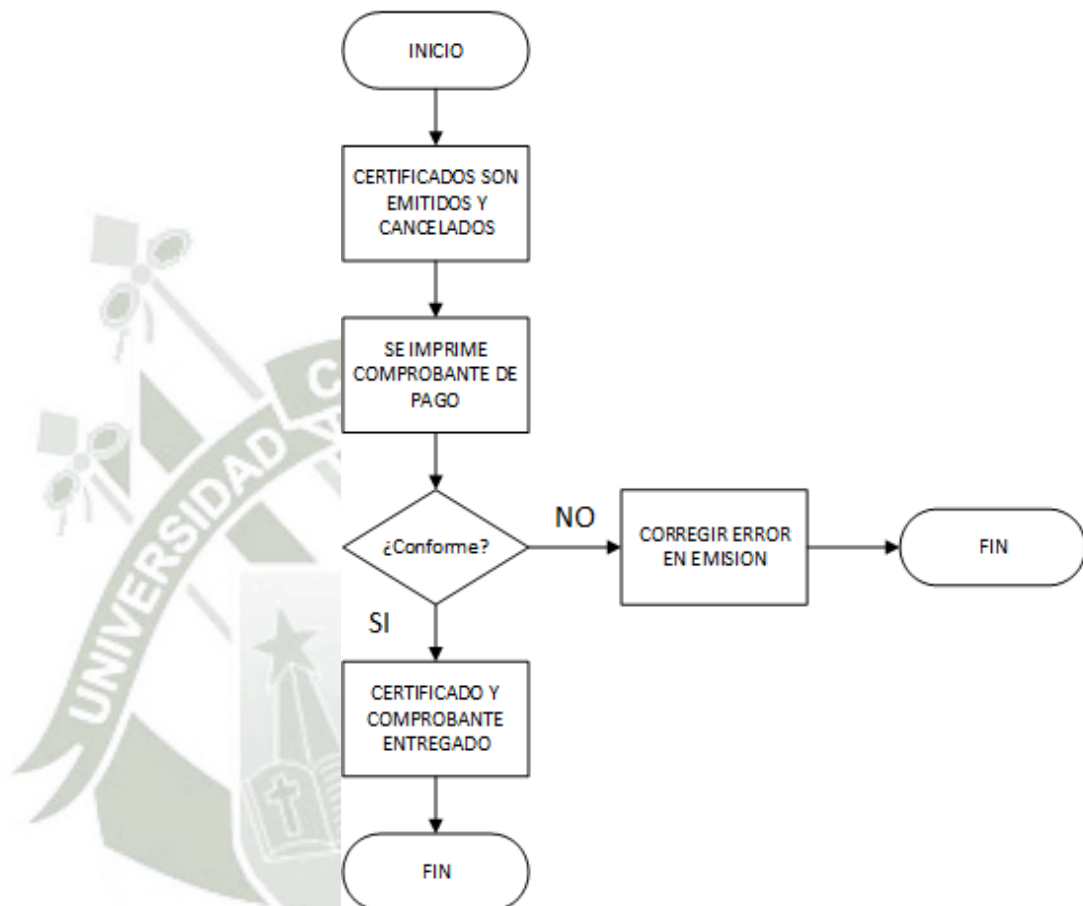 INICIO
CERTIFICADOS SON
EMITIDOS Y
CANCELADOS
SE IMPRIME
COMPROBANTE DE
PAGO
¿Conforme?
NO
CORREGIR ERROR
EN EMISION
FIN
SI
CERTIFICADO Y
COMPROBANTE
ENTREGADO
FIN
UNIVERSIDAD C